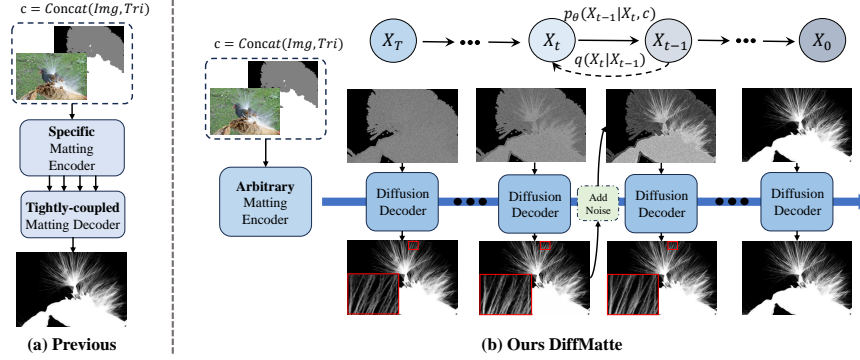 c = Concat(Img,Tri)
Specific
Matting
Encoder
Tightly-coupled
Matting Decoder
(a) Previous
c = Concat(Img,Tri)
Arbitrary
Matting
Encoder
p_θ(X_{t−1}|X_t, c)
X_T
X_t
X_{t−1}
X_0
q(X_t|X_{t−1})
Diffusion
Decoder
Diffusion
Decoder
Add
Noise
Diffusion
Decoder
Diffusion
Decoder
(b) Ours DiffMatte